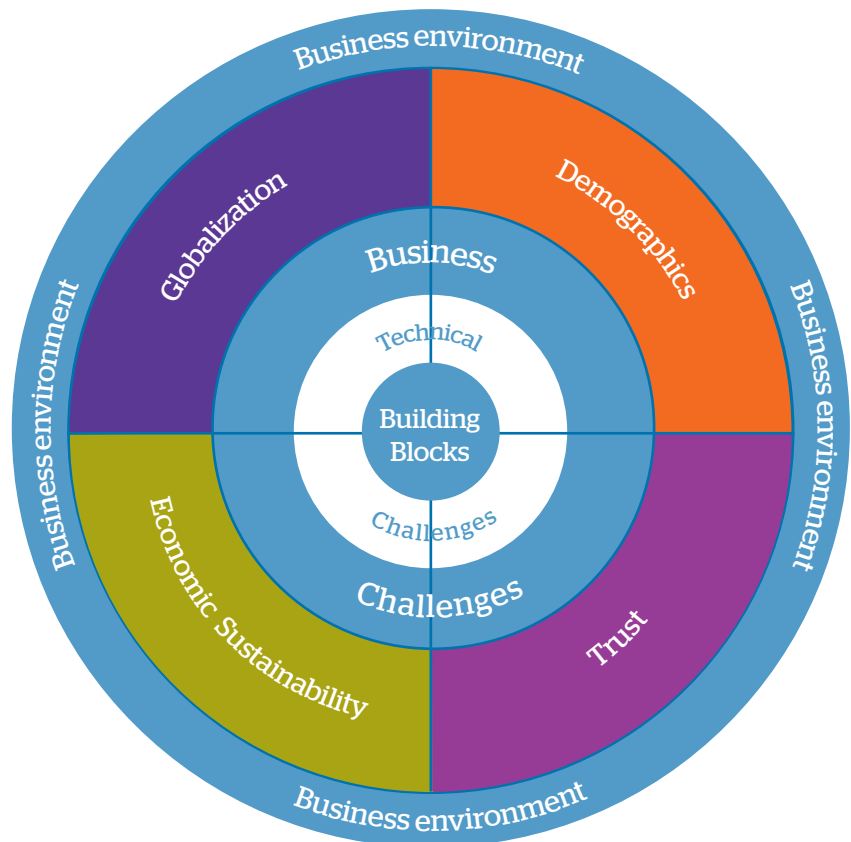 Business environment
Globalization
Demographics
Business
Technical
Business environment
Building
Blocks
Business environment
Challenges
Challenges
Economic Sustainability
Trust
Business environment